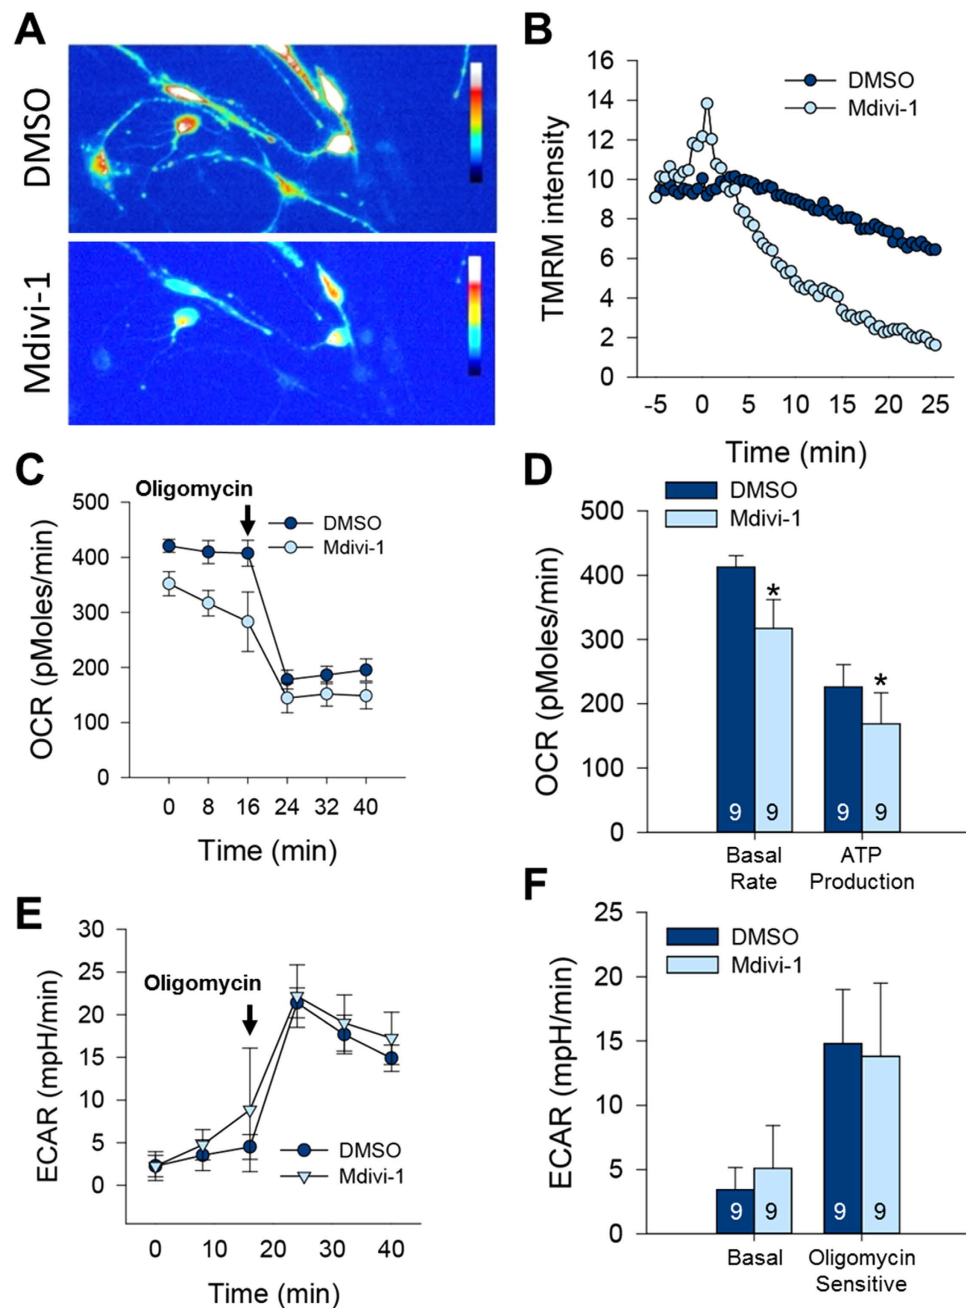 A
DMSO
Mdivi-1
B
16
14
12
10
8
6
4
2
0
TMRM intensity
DMSO
Mdivi-1
-5 0 5 10 15 20 25
Time (min)
C
Oligomycin
500
400
300
200
100
0
OCR (pMoles/min)
DMSO
Mdivi-1
0 8 16 24 32 40
Time (min)
D
DMSO
Mdivi-1
500
400
300
200
100
0
OCR (pMoles/min)
* *
9 9 9 9
Basal ATP
Rate Production
E
30
25
20
15
10
5
0
ECAR (mpH/min)
Oligomycin
DMSO
Mdivi-1
0 10 20 30 40
Time (min)
F
25
20
15
10
5
0
ECAR (mpH/min)
DMSO
Mdivi-1
9 9 9 9
Basal Oligomycin
Sensitive